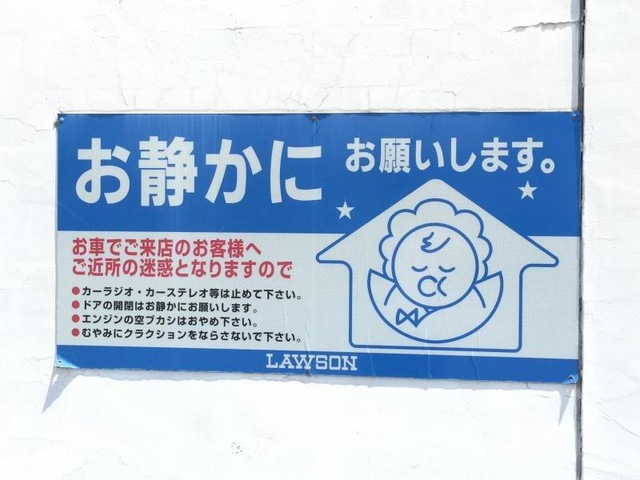 お静かに お願いします。
お車でご来店のお客様へ
ご近所の迷惑となりますので
●カーラジオ・カーステレオ等は止めて下さい。
●ドアの開閉はお静かにお願いします。
●エンジンの空ブカシはおやめ下さい。
●むやみにクラクションをならさないで下さい。
LAWSON